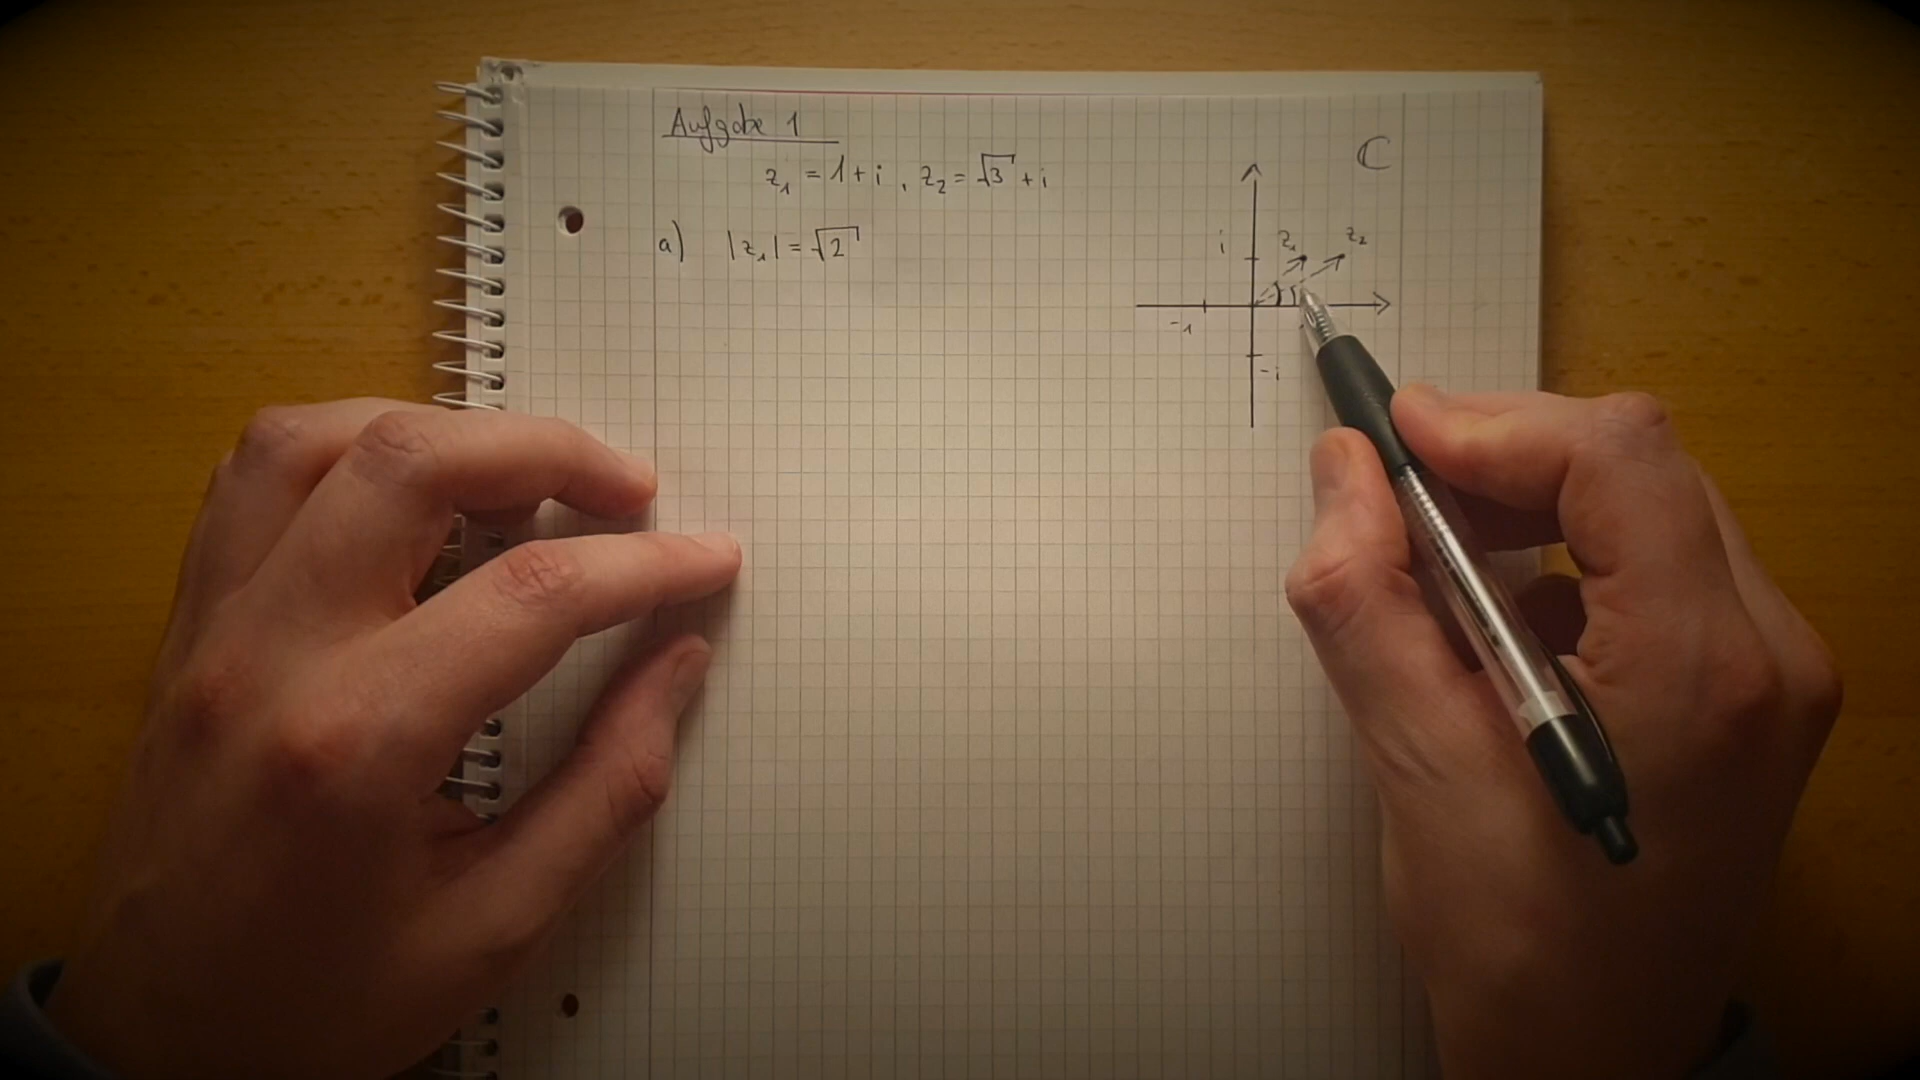 Aufgabe 1
z₁ = 1 + i , z₂ = √3 + i
a) |z₁| = √2
ℂ
i z₁ z₂
-1
-i